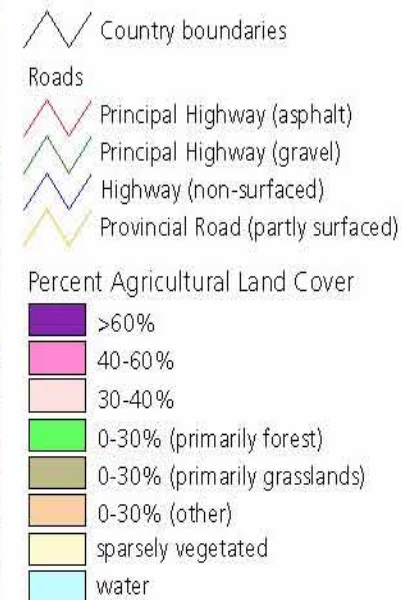 Country boundaries
Roads
Principal Highway (asphalt)
Principal Highway (gravel)
Highway (non-surfaced)
Provincial Road (partly surfaced)
Percent Agricultural Land Cover
>60%
40-60%
30-40%
0-30% (primarily forest)
0-30% (primarily grasslands)
0-30% (other)
sparsely vegetated
water